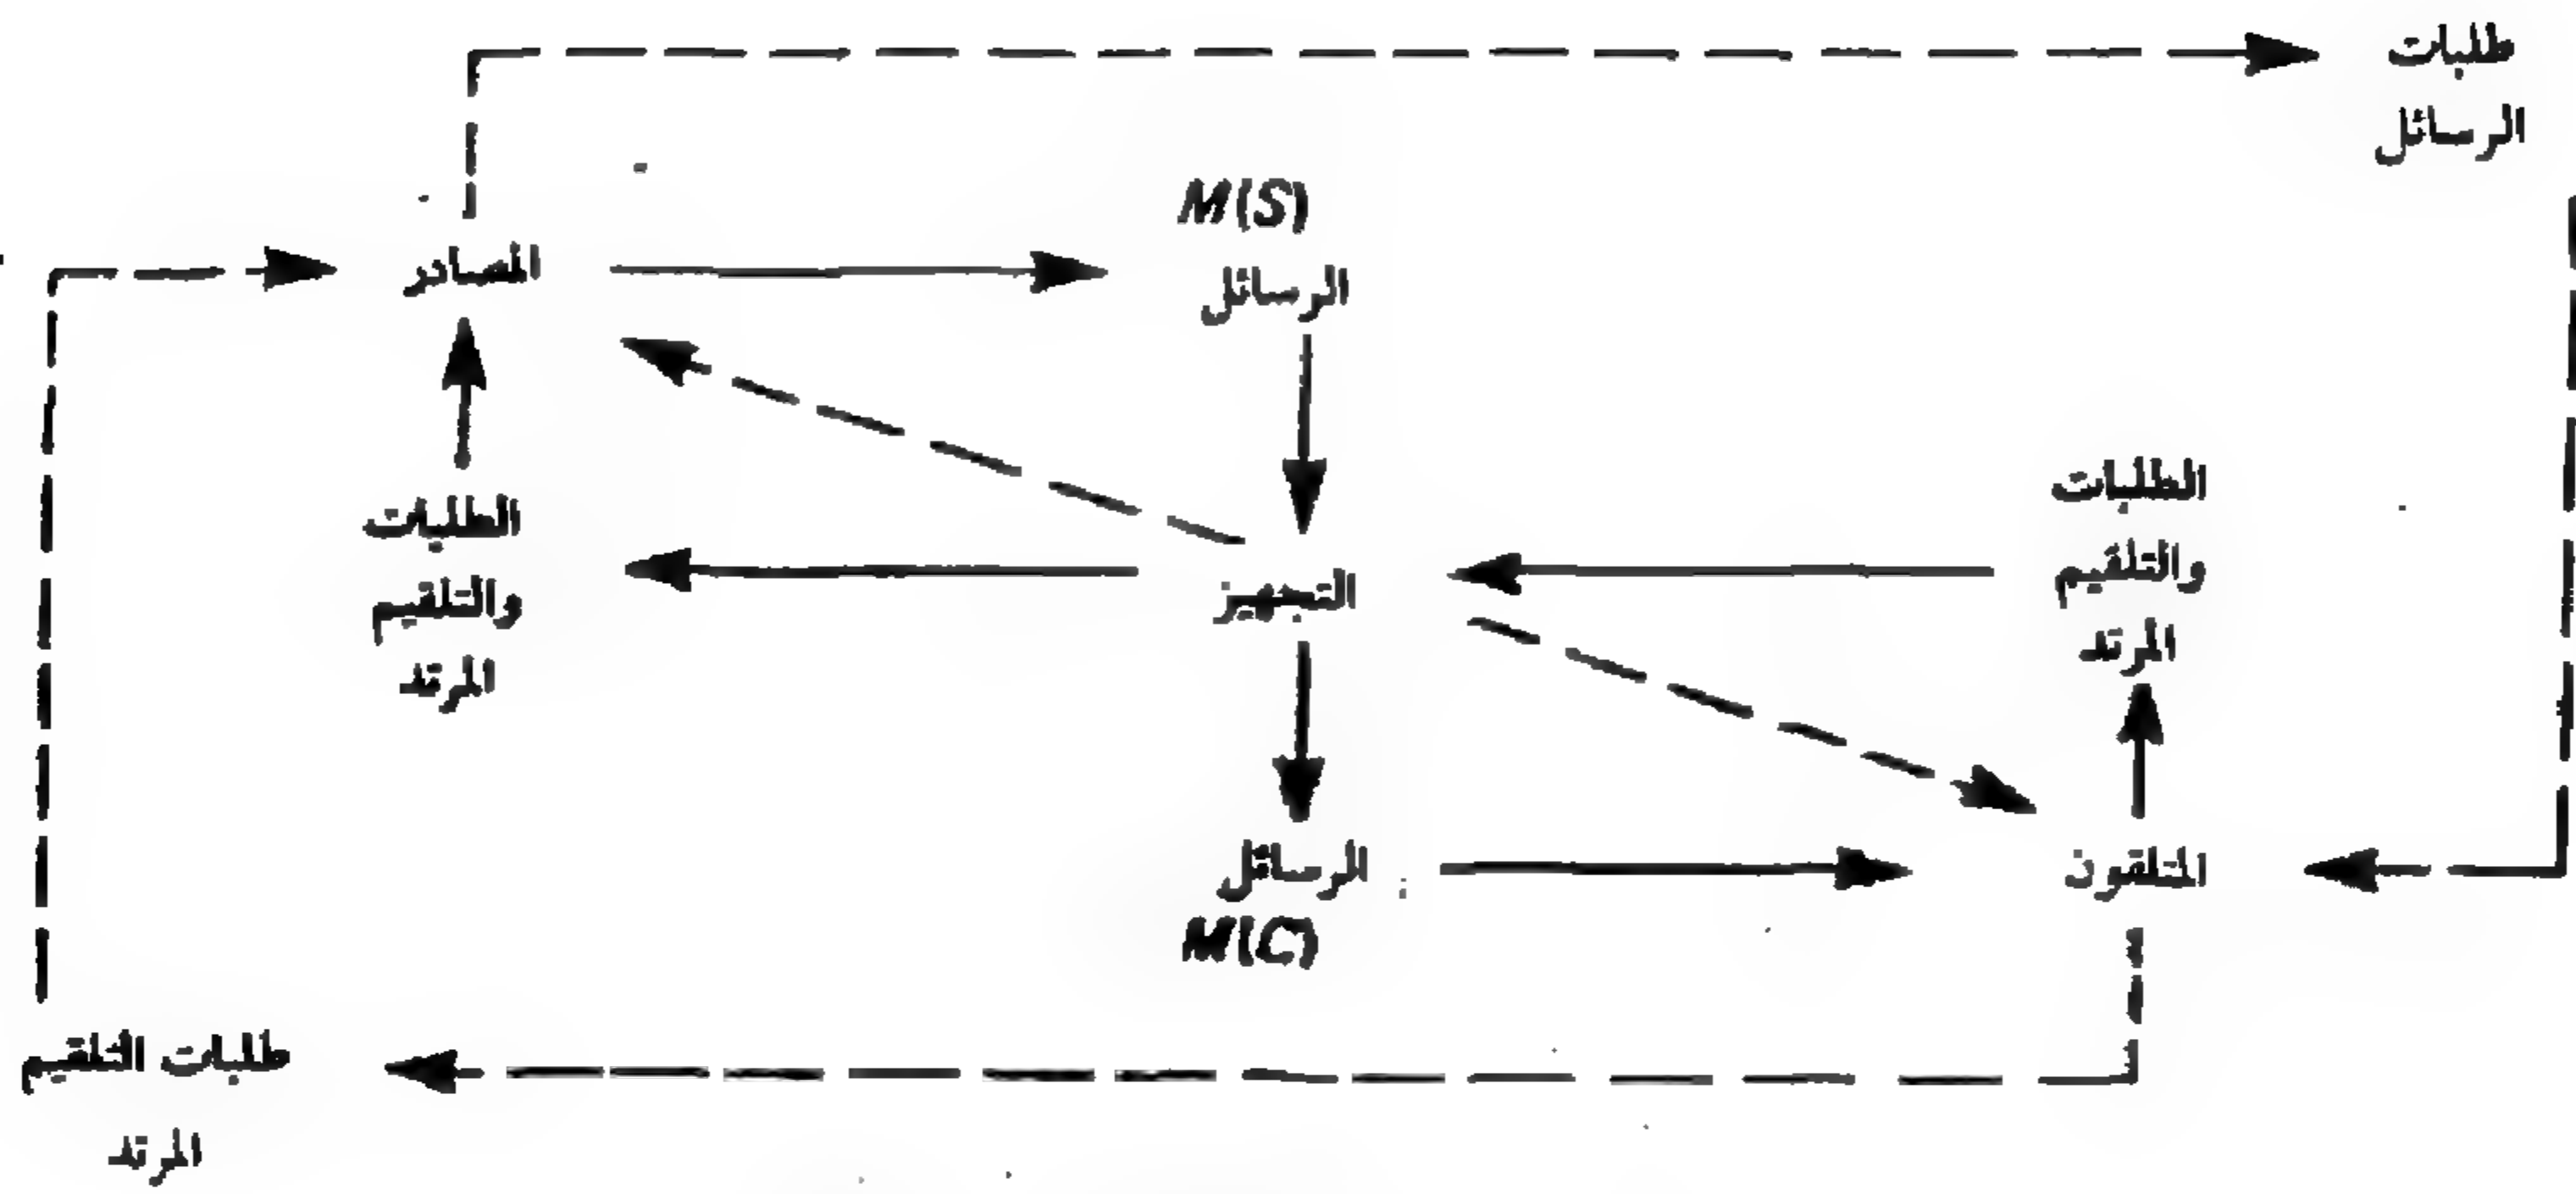 طلبات
الرسائل
M(S)
الرسائل
المصادر
الطلبات
والتلقيم
المرتد
الطلبات
والتلقيم
المرتد
التجهيز
الرسائل
M(C)
المتلقون
طلبات التلقيم
المرتد